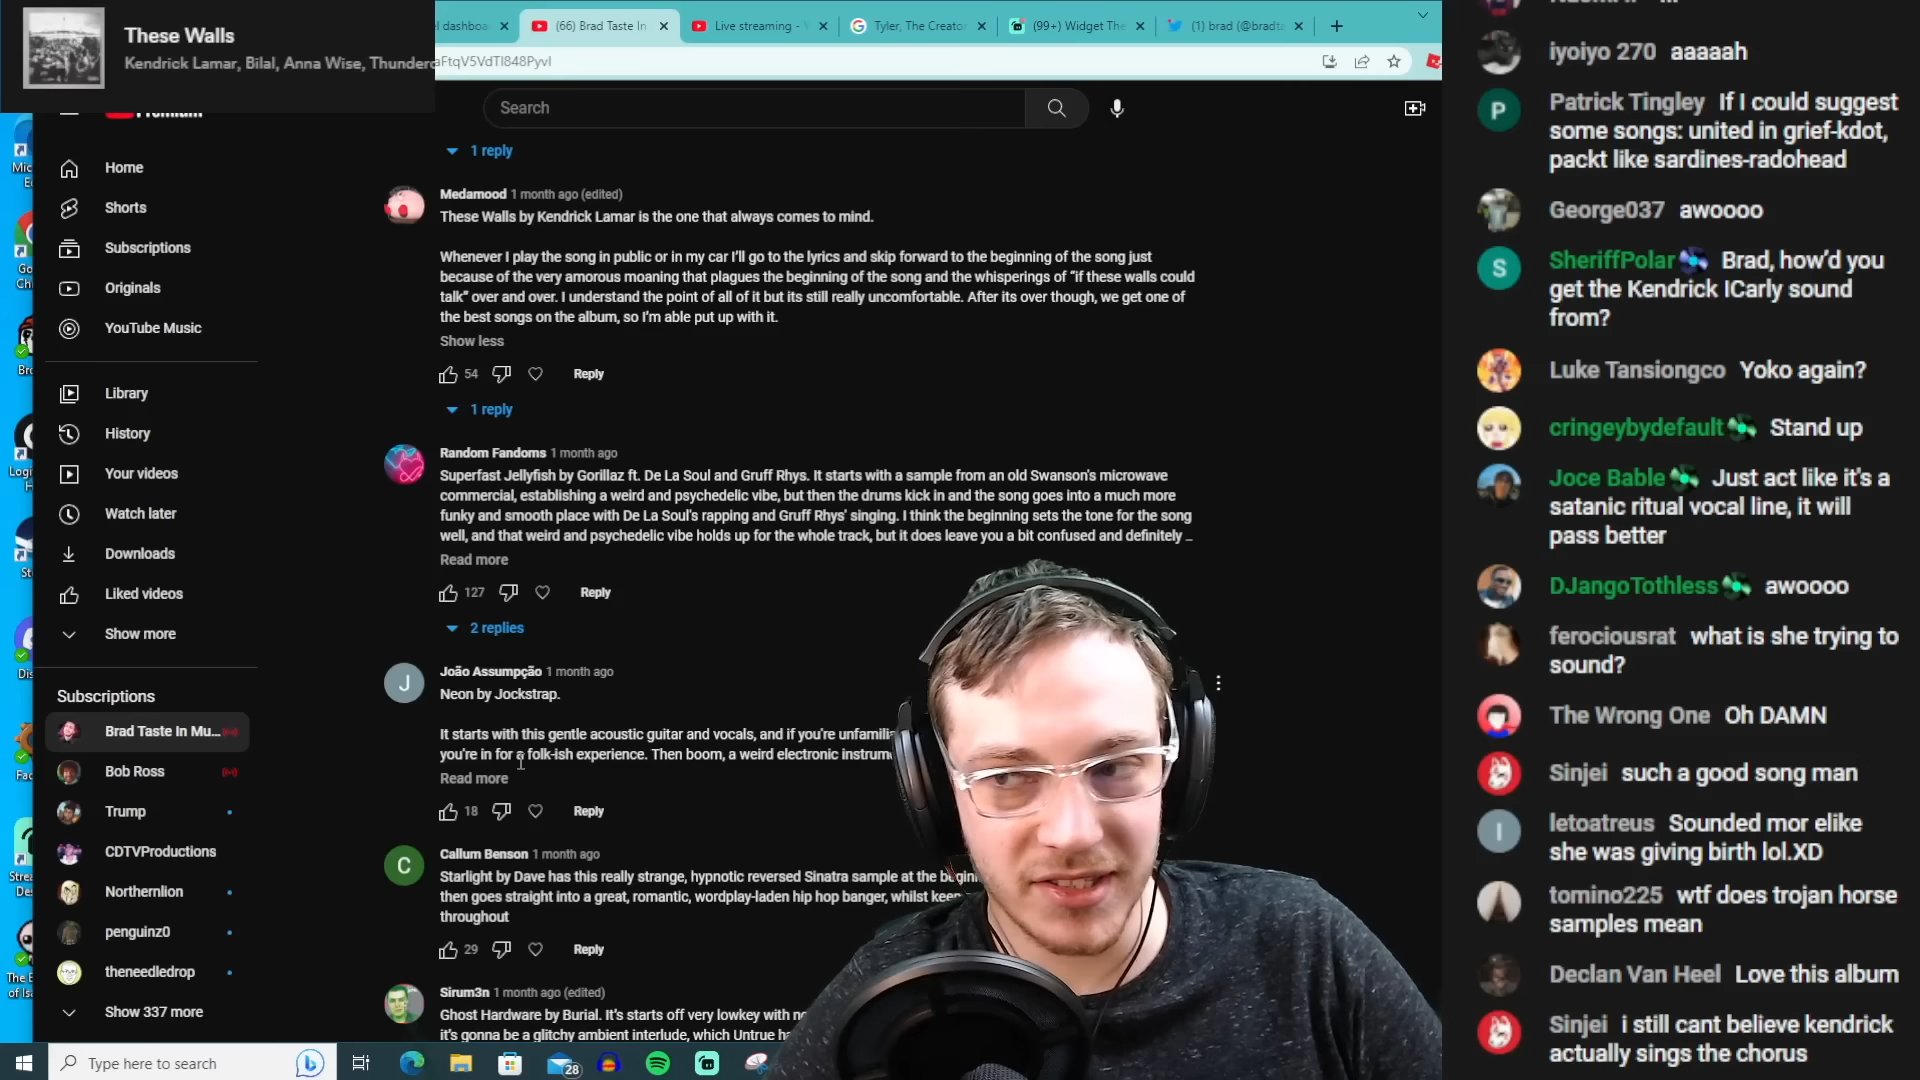 These Walls
Kendrick Lamar, Bilal, Anna Wise, Thunderc
el dashboa
(66) Brad Taste In
Live streaming -
Tyler, The Creator
(99+) Widget The
(1) brad (@bradta
aFtqV5VdTI848PyvI
Premium
Search
Home
Shorts
Subscriptions
Originals
YouTube Music
Library
History
Your videos
Watch later
Downloads
Liked videos
Show more
Subscriptions
Brad Taste In Mu...
Bob Ross
Trump
CDTVProductions
Northernlion
penguinz0
theneedledrop
Show 337 more
1 reply
Medamood 1 month ago (edited)
These Walls by Kendrick Lamar is the one that always comes to mind.
Whenever I play the song in public or in my car I'll go to the lyrics and skip forward to the beginning of the song just
because of the very amorous moaning that plagues the beginning of the song and the whisperings of “if these walls could
talk” over and over. I understand the point of all of it but its still really uncomfortable. After its over though, we get one of
the best songs on the album, so I'm able put up with it.
Show less
54
Reply
1 reply
Random Fandoms 1 month ago
Superfast Jellyfish by Gorillaz ft. De La Soul and Gruff Rhys. It starts with a sample from an old Swanson's microwave
commercial, establishing a weird and psychedelic vibe, but then the drums kick in and the song goes into a much more
funky and smooth place with De La Soul's rapping and Gruff Rhys' singing. I think the beginning sets the tone for the song
well, and that weird and psychedelic vibe holds up for the whole track, but it does leave you a bit confused and definitely ...
Read more
127
Reply
2 replies
J
João Assumpção 1 month ago
Neon by Jockstrap.
It starts with this gentle acoustic guitar and vocals, and if you're unfamilia
you're in for a folk-ish experience. Then boom, a weird electronic instrum
Read more
18
Reply
C
Callum Benson 1 month ago
Starlight by Dave has this really strange, hypnotic reversed Sinatra sample at the begin
then goes straight into a great, romantic, wordplay-laden hip hop banger, whilst keep
throughout
29
Reply
Sirum3n 1 month ago (edited)
Ghost Hardware by Burial. It's starts off very lowkey with no
it's gonna be a glitchy ambient interlude, which Untrue ha
Type here to search
28
iyoiyo 270 aaaaah
P
Patrick Tingley If I could suggest
some songs: united in grief-kdot,
packt like sardines-radohead
George037 awoooo
S
SheriffPolar Brad, how'd you
get the Kendrick ICarly sound
from?
Luke Tansiongco Yoko again?
cringeybydefault Stand up
Joce Bable Just act like it's a
satanic ritual vocal line, it will
pass better
DJangoTothless awoooo
ferociousrat what is she trying to
sound?
The Wrong One Oh DAMN
Sinjei such a good song man
I
letoatreus Sounded mor elike
she was giving birth lol.XD
tomino225 wtf does trojan horse
samples mean
Declan Van Heel Love this album
Sinjei i still cant believe kendrick
actually sings the chorus